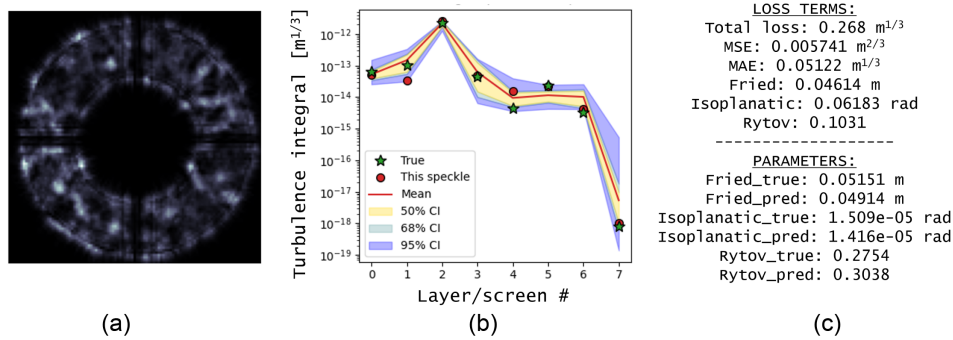 Turbulence integral [m^1/3]
10^-12
10^-13
10^-14
10^-15
10^-16
10^-17
10^-18
10^-19
True
This speckle
Mean
50% CI
68% CI
95% CI
0 1 2 3 4 5 6 7
Layer/screen #
LOSS TERMS:
Total loss: 0.268 m^1/3
MSE: 0.005741 m^2/3
MAE: 0.05122 m^1/3
Fried: 0.04614 m
Isoplanatic: 0.06183 rad
Rytov: 0.1031
--------------------
PARAMETERS:
Fried_true: 0.05151 m
Fried_pred: 0.04914 m
Isoplanatic_true: 1.509e-05 rad
Isoplanatic_pred: 1.416e-05 rad
Rytov_true: 0.2754
Rytov_pred: 0.3038
(a)
(b)
(c)